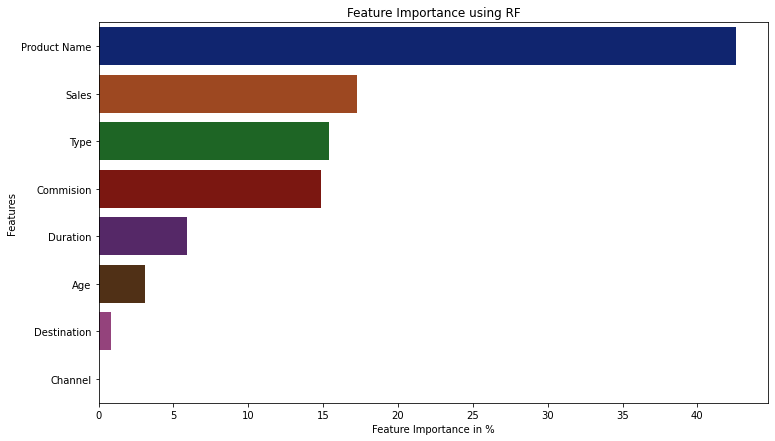 Feature Importance using RF
Product Name
Sales
Type
Commision
Duration
Age
Destination
Channel
Features
0 5 10 15 20 25 30 35 40
Feature Importance in %